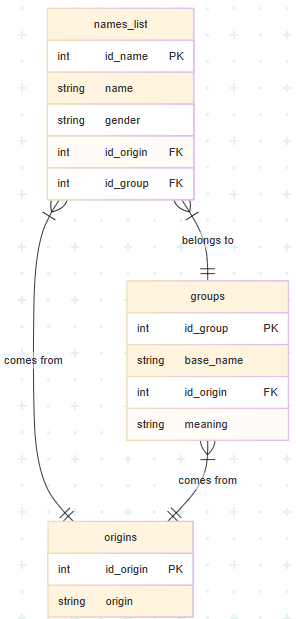 names_list
int id_name PK
string name
string gender
int id_origin FK
int id_group FK
belongs to
groups
int id_group PK
string base_name
int id_origin FK
string meaning
comes from
comes from
origins
int id_origin PK
string origin